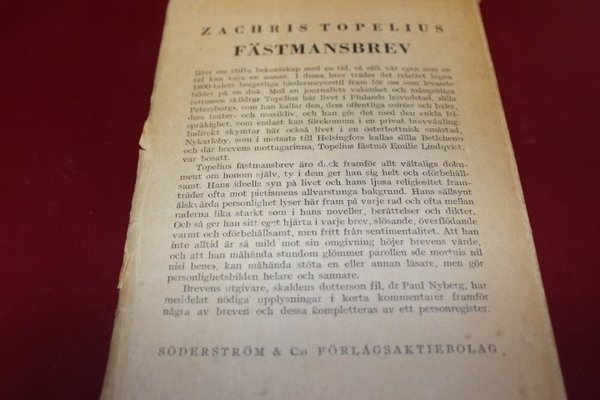 ZACHRIS TOPELIUS
FÄSTMANSBREV
låter oss stifta bekantskap med en tid, så olik vår egen som en
tid kan vara en annan. I dessa brev träder det relativt lugna
1800-talets borgerliga biedermeyerstil fram för oss som levande
bilder på en duk. Med en journalists vakenhet och mångsidiga
intressen skildrar Topelius här livet i Finlands huvudstad, »lilla
Petersburg», som han kallar den, dess offentliga soiréer och baler,
dess teater- och musikliv, och han gör det med den enkla fri-
språkighet, som endast kan förekomma i en privat brevväxling.
Indirekt skymtar här också livet i en österbottnisk småstad,
Nykarleby, som i motsats till Helsingfors kallas »lilla Betlehem»
och där brevens mottagarinna, Topelius fästmö Emilie Lindqvist,
var bosatt.
Topelius fästmansbrev äro dock framför allt vältaliga doku-
ment om honom själv, ty i dem ger han sig helt och oförbehåll-
samt. Hans ideella syn på livet och hans ljusa religiositet fram-
träder ofta mot pietismens allvarstunga bakgrund. Hans sällsynt
älskvärda personlighet lyser här fram på varje rad och ofta mellan
raderna lika starkt som i hans noveller, berättelser och dikter.
Och så ger han sitt eget hjärta i varje brev, slösande, överflödande
varmt och oförbehållsamt, men fritt från sentimentalitet. Att han
inte alltid är så mild mot sin omgivning höjer brevens värde,
och att han måhända stundom glömmer parollen »de mortuis nil
nisi bene», kan måhända stöta en eller annan läsare, men gör
personlighetsbilden helare och sannare.
Brevens utgivare, skaldens dotterson fil. dr Paul Nyberg, har
meddelat nödiga upplysningar i korta kommentarer framför
några av breven och dessa kompletteras av ett personregister.
SÖDERSTRÖM & C:o FÖRLAGSAKTIEBOLAG